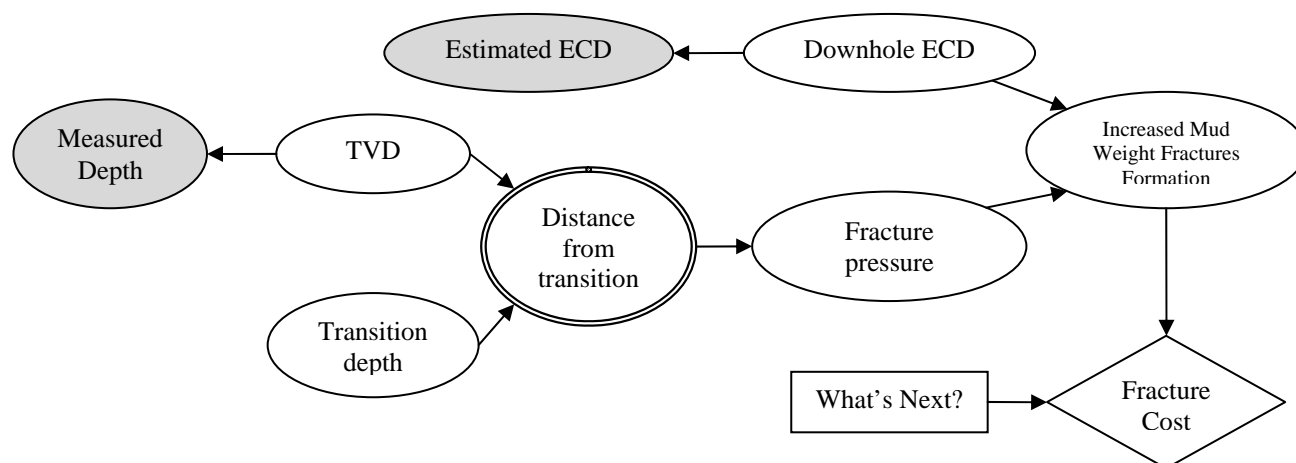 Estimated ECD
Downhole ECD
Measured
Depth
TVD
Increased Mud
Weight Fractures
Formation
Distance
from
transition
Fracture
pressure
Transition
depth
What's Next?
Fracture
Cost